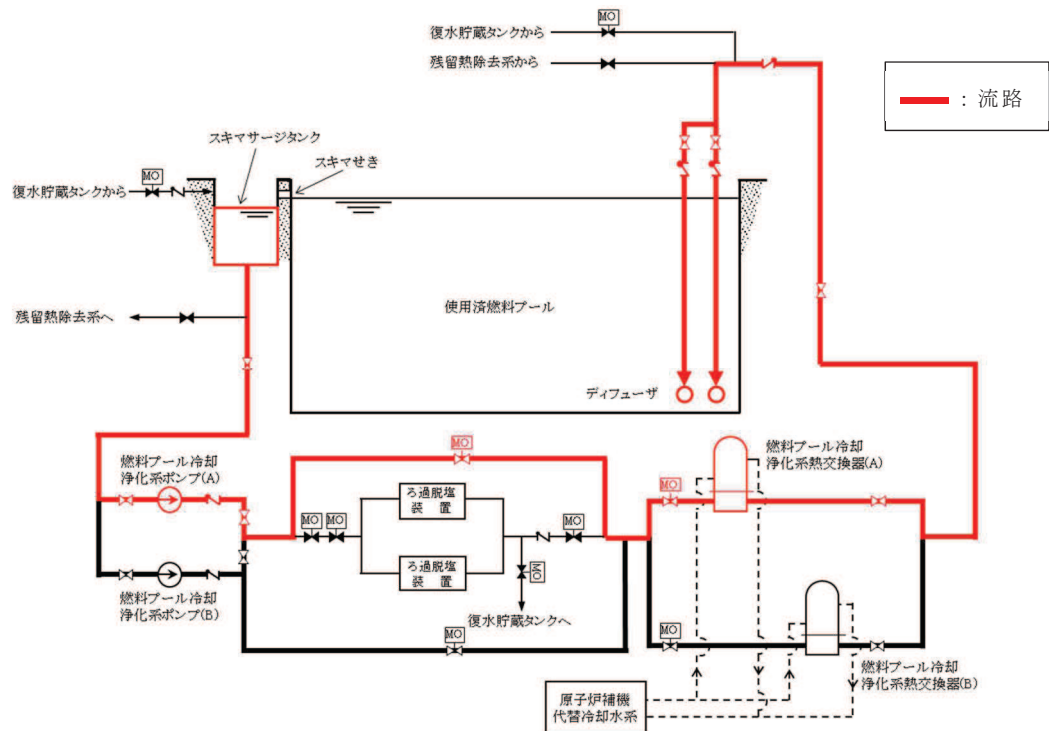 MO
復水貯蔵タンクから
残留熱除去系から
: 流路
スキマサージタンク
スキマせき
MO
復水貯蔵タンクから
使用済燃料プール
残留熱除去系へ
ディフューザ
燃料プール冷却
浄化系ポンプ(A)
MO
燃料プール冷却
浄化系熱交換器(A)
MO
ろ過脱塩
装 置
MO MO
MO
ろ過脱塩
装 置
MO
燃料プール冷却
浄化系ポンプ(B)
復水貯蔵タンクへ
MO
MO
燃料プール冷却
浄化系熱交換器(B)
原子炉補機
代替冷却水系